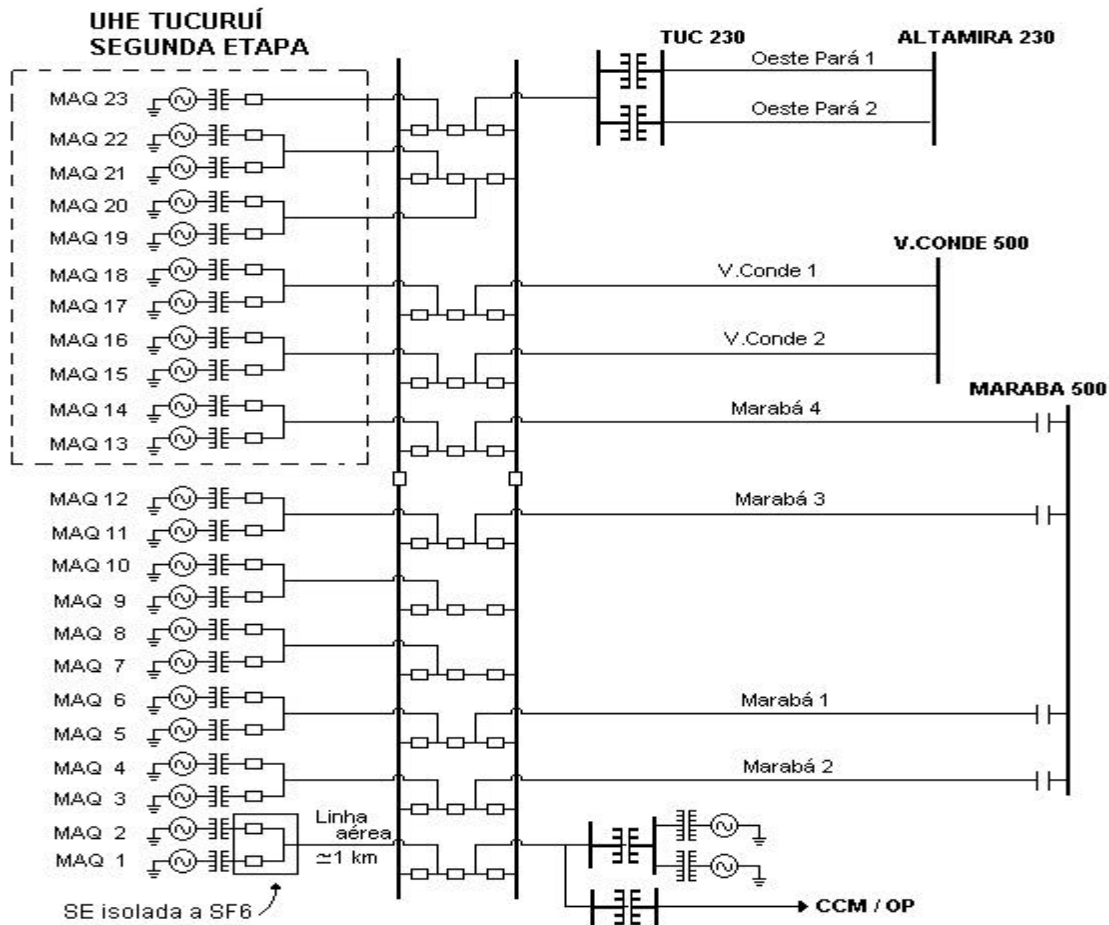 UHE TUCURUÍ
SEGUNDA ETAPA
TUC 230
ALTAMIRA 230
Oeste Pará 1
Oeste Pará 2
MAQ 23
MAQ 22
MAQ 21
MAQ 20
MAQ 19
MAQ 18
MAQ 17
MAQ 16
MAQ 15
MAQ 14
MAQ 13
V.CONDE 500
V.Conde 1
V.Conde 2
MARABA 500
Marabá 4
MAQ 12
MAQ 11
MAQ 10
MAQ 9
MAQ 8
MAQ 7
MAQ 6
MAQ 5
MAQ 4
MAQ 3
MAQ 2
MAQ 1
Marabá 3
Marabá 1
Marabá 2
Linha
aérea
≃1 km
SE isolada a SF6
CCM / OP